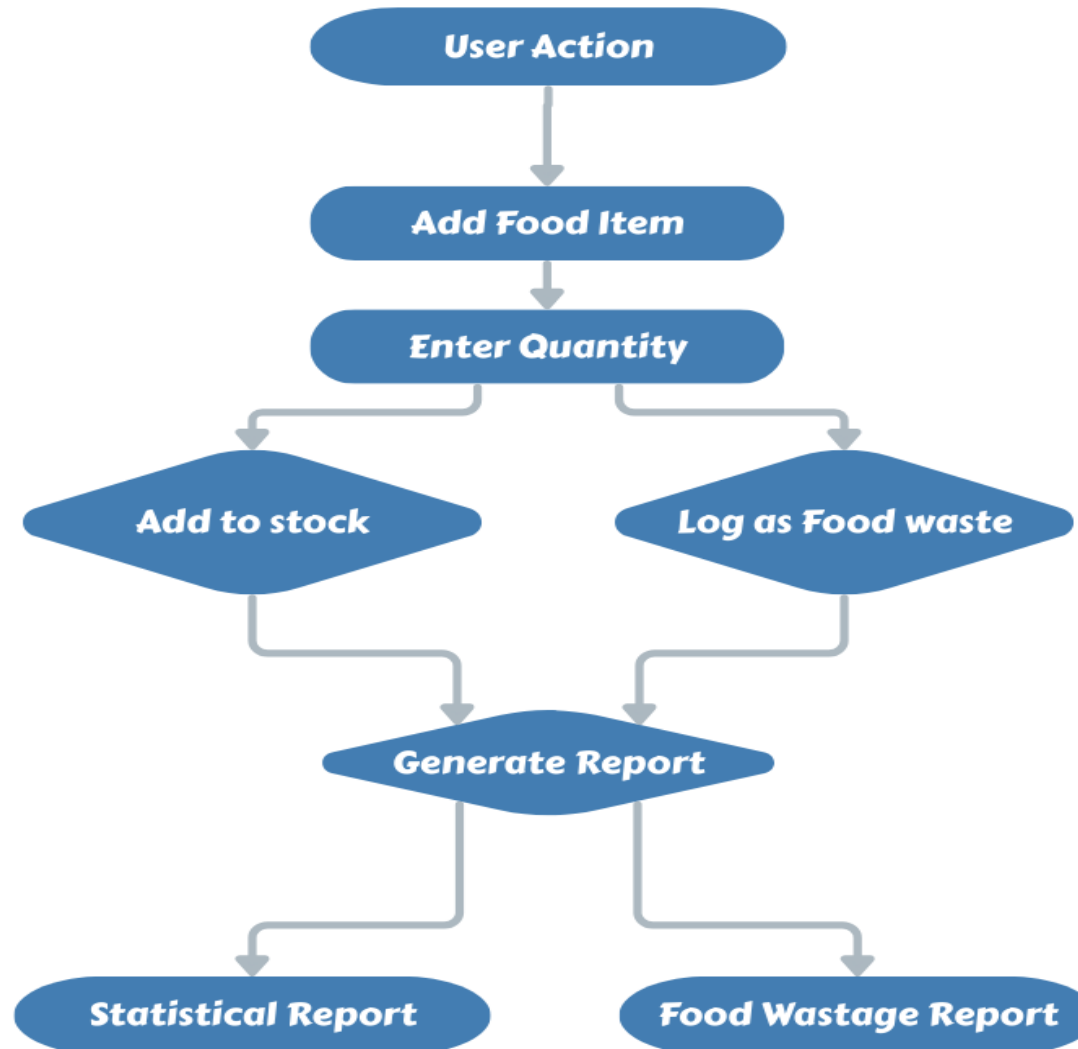 User Action
Add Food Item
Enter Quantity
Add to stock
Log as Food waste
Generate Report
Statistical Report
Food Wastage Report